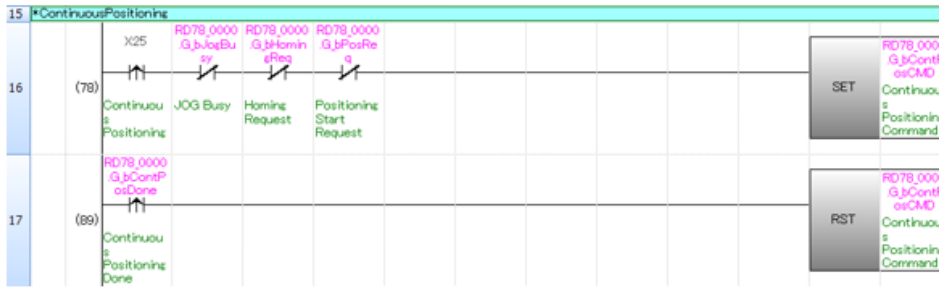 15 *ContinuousPositioning
X25
RD78_0000
.G_bJogBu
sy
RD78_0000
.G_bHomin
gReq
RD78_0000
.G_bPosRe
q
RD78_000
.G_bCont
osCMD
16
(78)
SET
Continuou
s
Positioning
JOG Busy
Homing
Request
Positioning
Start
Request
Continuou
s
Positionin
Command
RD78_0000
.G_bContP
osDone
RD78_000
.G_bCont
osCMD
17
(89)
RST
Continuou
s
Positioning
Done
Continuou
s
Positionin
Command